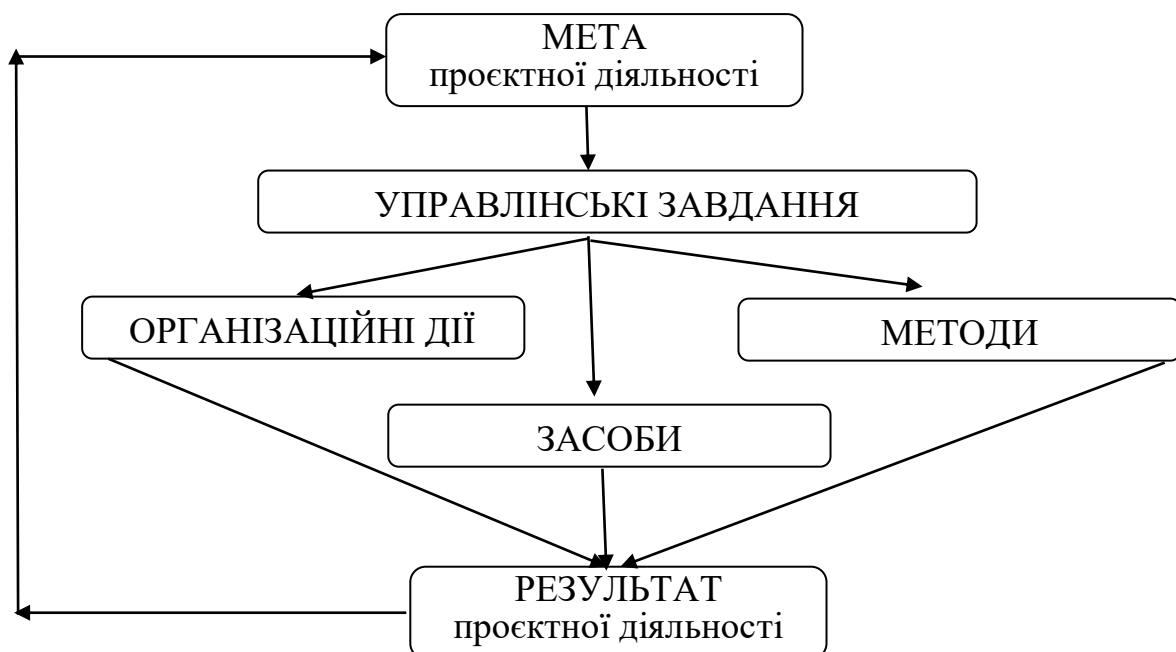 МЕТА
проєктної діяльності
УПРАВЛІНСЬКІ ЗАВДАННЯ
ОРГАНІЗАЦІЙНІ ДІЇ
МЕТОДИ
ЗАСОБИ
РЕЗУЛЬТАТ
проєктної діяльності